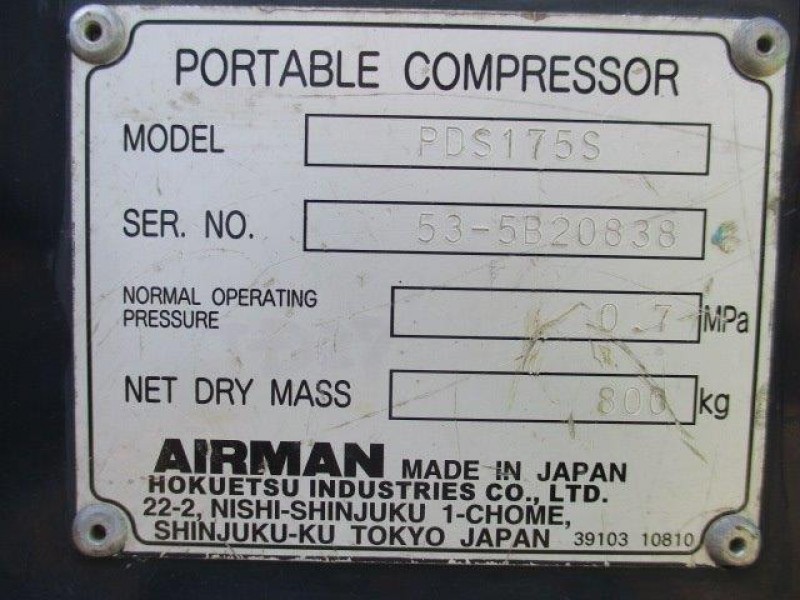 PORTABLE COMPRESSOR
MODEL PDS175S
SER. NO. 53-5B20838
NORMAL OPERATING
PRESSURE 0.7 MPa
NET DRY MASS 800 kg
AIRMAN MADE IN JAPAN
HOKUETSU INDUSTRIES CO., LTD.
22-2, NISHI-SHINJUKU 1-CHOME,
SHINJUKU-KU TOKYO JAPAN 39103 10810